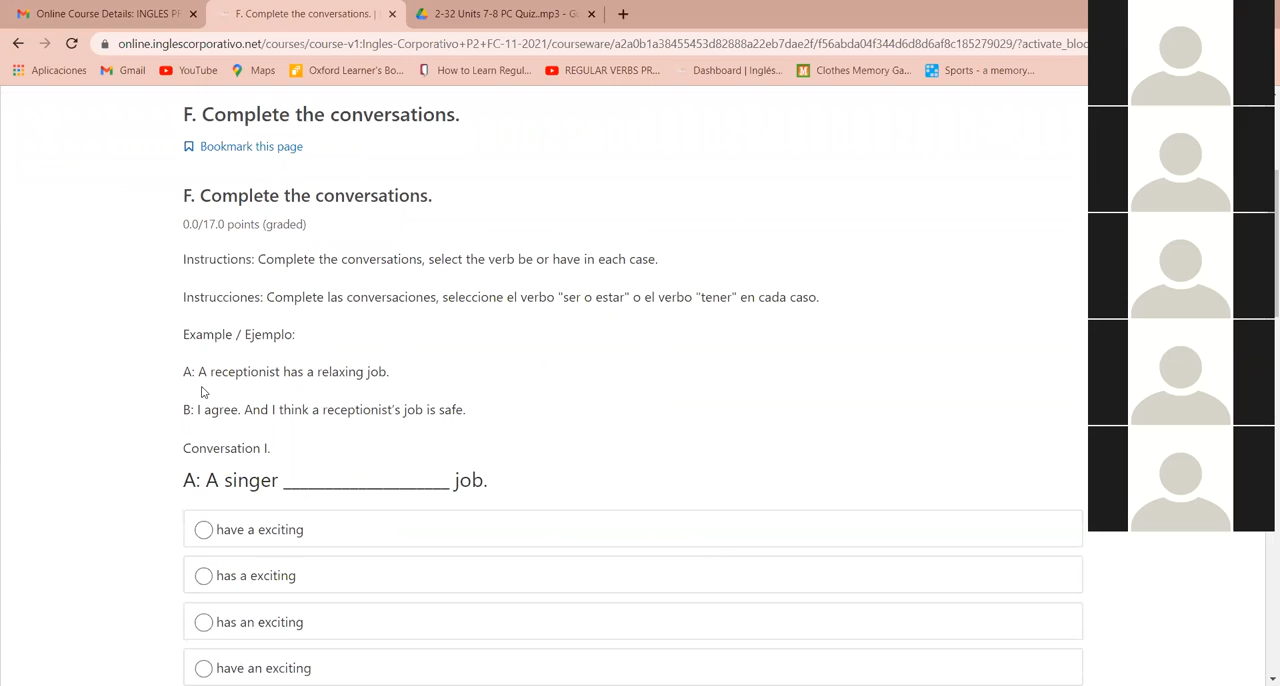 Online Course Details: INGLES PF
F. Complete the conversations. |
2-32 Units 7-8 PC Quiz..mp3 - Go
online.inglescorporativo.net/courses/course-v1:Ingles-Corporativo+P2+FC-11-2021/courseware/a2a0b1a38455453d82888a22eb7dae2f/f56abda04f344d6d8d6af8c185279029/?activate_bloc
Aplicaciones Gmail YouTube Maps Oxford Learner's Bo... How to Learn Regul... REGULAR VERBS PR... Dashboard | Inglés... Clothes Memory Ga... Sports - a memory...
F. Complete the conversations.
Bookmark this page
F. Complete the conversations.
0.0/17.0 points (graded)
Instructions: Complete the conversations, select the verb be or have in each case.
Instrucciones: Complete las conversaciones, seleccione el verbo "ser o estar" o el verbo "tener" en cada caso.
Example / Ejemplo:
A: A receptionist has a relaxing job.
B: I agree. And I think a receptionist's job is safe.
Conversation I.
A: A singer ____________________ job.
have a exciting
has a exciting
has an exciting
have an exciting